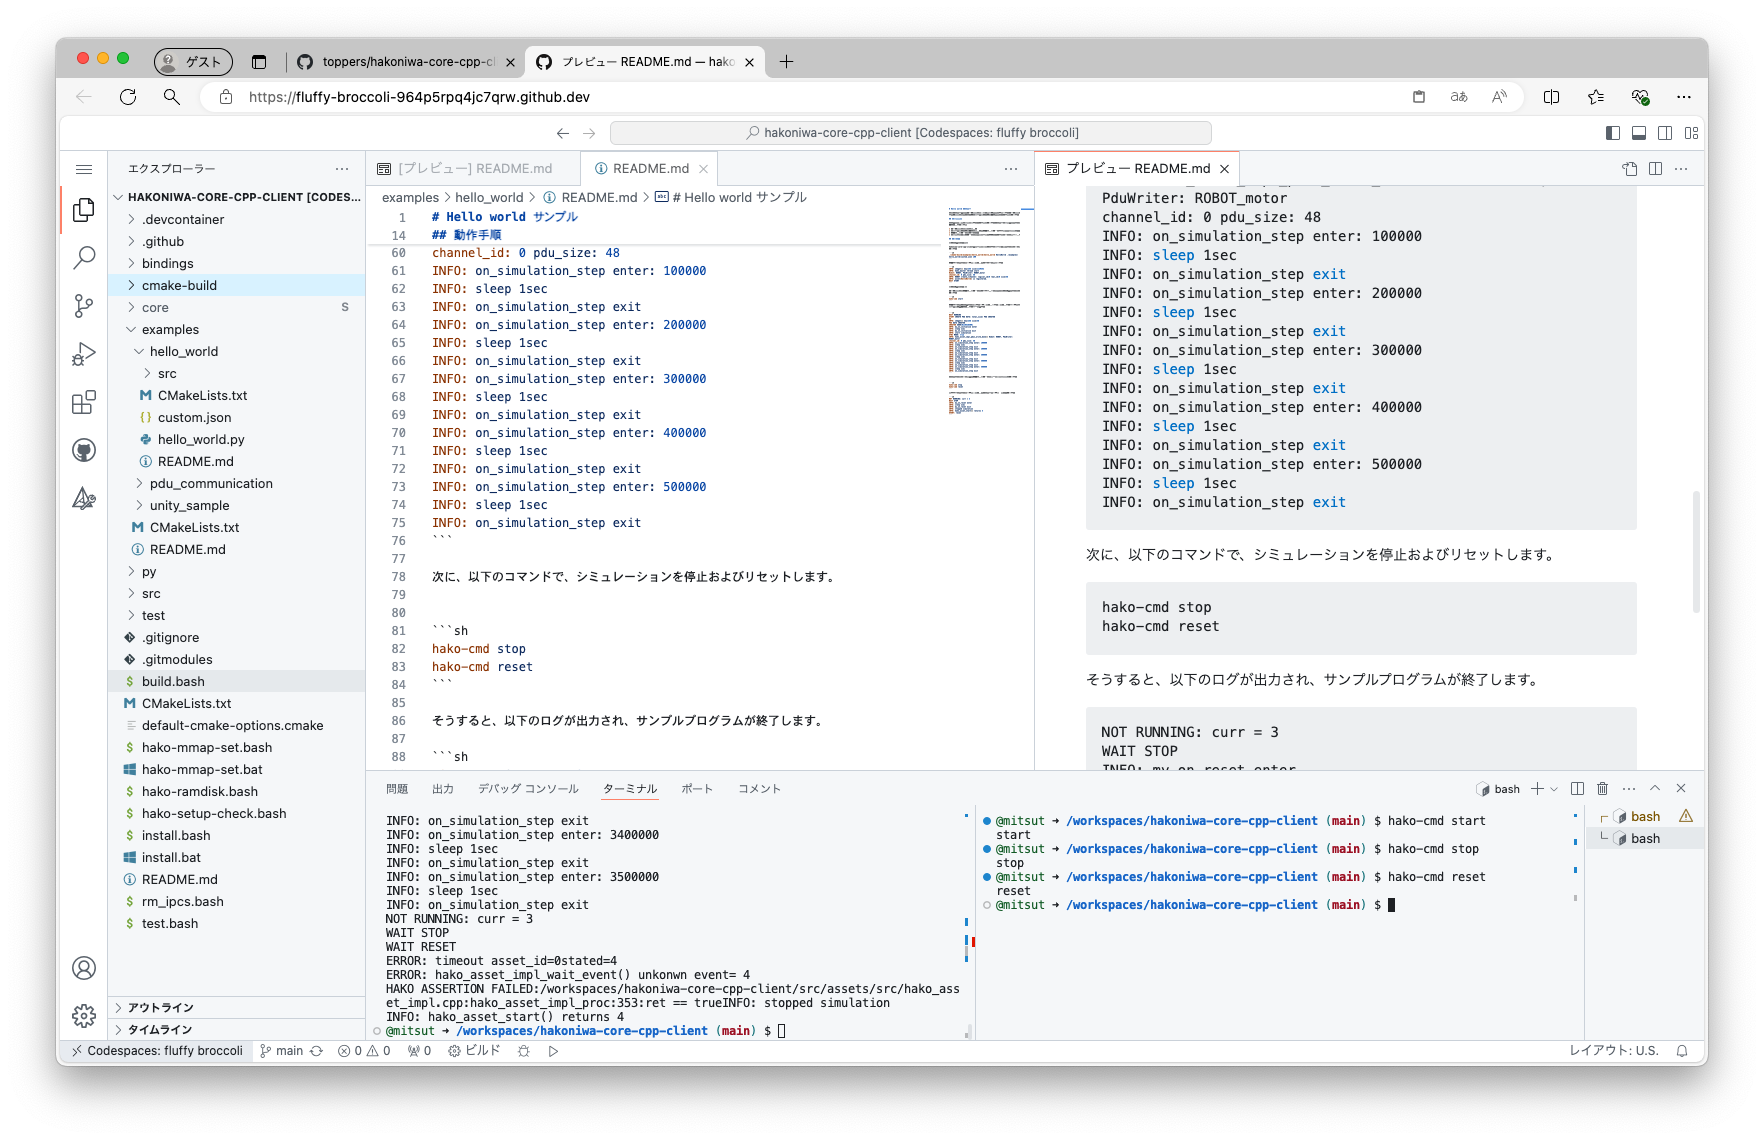 ゲスト
toppers/hakoniwa-core-cpp-cl
プレビュー README.md — hako
https://fluffy-broccoli-964p5rpq4jc7qrw.github.dev
hakoniwa-core-cpp-client [Codespaces: fluffy broccoli]
エクスプローラー
HAKONIWA-CORE-CPP-CLIENT [CODES...
.devcontainer
.github
bindings
cmake-build
core S
examples
hello_world
src
CMakeLists.txt
custom.json
hello_world.py
README.md
pdu_communication
unity_sample
CMakeLists.txt
README.md
py
src
test
.gitignore
.gitmodules
build.bash
CMakeLists.txt
default-cmake-options.cmake
hako-mmap-set.bash
hako-mmap-set.bat
hako-ramdisk.bash
hako-setup-check.bash
install.bash
install.bat
README.md
rm_ipcs.bash
test.bash
アウトライン
タイムライン
[プレビュー] README.md
README.md
examples > hello_world > README.md > # Hello world サンプル
1 # Hello world サンプル
14 ## 動作手順
60 channel_id: 0 pdu_size: 48
61 INFO: on_simulation_step enter: 100000
62 INFO: sleep 1sec
63 INFO: on_simulation_step exit
64 INFO: on_simulation_step enter: 200000
65 INFO: sleep 1sec
66 INFO: on_simulation_step exit
67 INFO: on_simulation_step enter: 300000
68 INFO: sleep 1sec
69 INFO: on_simulation_step exit
70 INFO: on_simulation_step enter: 400000
71 INFO: sleep 1sec
72 INFO: on_simulation_step exit
73 INFO: on_simulation_step enter: 500000
74 INFO: sleep 1sec
75 INFO: on_simulation_step exit
76 ```
77
78 次に、以下のコマンドで、シミュレーションを停止およびリセットします。
79
80
81 ```sh
82 hako-cmd stop
83 hako-cmd reset
84 ```
85
86 そうすると、以下のログが出力され、サンプルプログラムが終了します。
87
88 ```sh
プレビュー README.md
PduWriter: ROBOT_motor
channel_id: 0 pdu_size: 48
INFO: on_simulation_step enter: 100000
INFO: sleep 1sec
INFO: on_simulation_step exit
INFO: on_simulation_step enter: 200000
INFO: sleep 1sec
INFO: on_simulation_step exit
INFO: on_simulation_step enter: 300000
INFO: sleep 1sec
INFO: on_simulation_step exit
INFO: on_simulation_step enter: 400000
INFO: sleep 1sec
INFO: on_simulation_step exit
INFO: on_simulation_step enter: 500000
INFO: sleep 1sec
INFO: on_simulation_step exit
次に、以下のコマンドで、シミュレーションを停止およびリセットします。
hako-cmd stop
hako-cmd reset
そうすると、以下のログが出力され、サンプルプログラムが終了します。
NOT RUNNING: curr = 3
WAIT STOP
INFO: my on reset enter
問題 出力 デバッグ コンソール ターミナル ポート コメント
bash
INFO: on_simulation_step exit
INFO: on_simulation_step enter: 3400000
INFO: sleep 1sec
INFO: on_simulation_step exit
INFO: on_simulation_step enter: 3500000
INFO: sleep 1sec
INFO: on_simulation_step exit
NOT RUNNING: curr = 3
WAIT STOP
WAIT RESET
ERROR: timeout asset_id=0stated=4
ERROR: hako_asset_impl_wait_event() unkonwn event= 4
HAKO ASSERTION FAILED:/workspaces/hakoniwa-core-cpp-client/src/assets/src/hako_ass
et_impl.cpp:hako_asset_impl_proc:353:ret == trueINFO: stopped simulation
INFO: hako_asset_start() returns 4
@mitsut → /workspaces/hakoniwa-core-cpp-client (main) $
@mitsut → /workspaces/hakoniwa-core-cpp-client (main) $ hako-cmd start
start
@mitsut → /workspaces/hakoniwa-core-cpp-client (main) $ hako-cmd stop
stop
@mitsut → /workspaces/hakoniwa-core-cpp-client (main) $ hako-cmd reset
reset
@mitsut → /workspaces/hakoniwa-core-cpp-client (main) $
bash
bash
Codespaces: fluffy broccoli
main
0 0
0
ビルド
レイアウト: U.S.